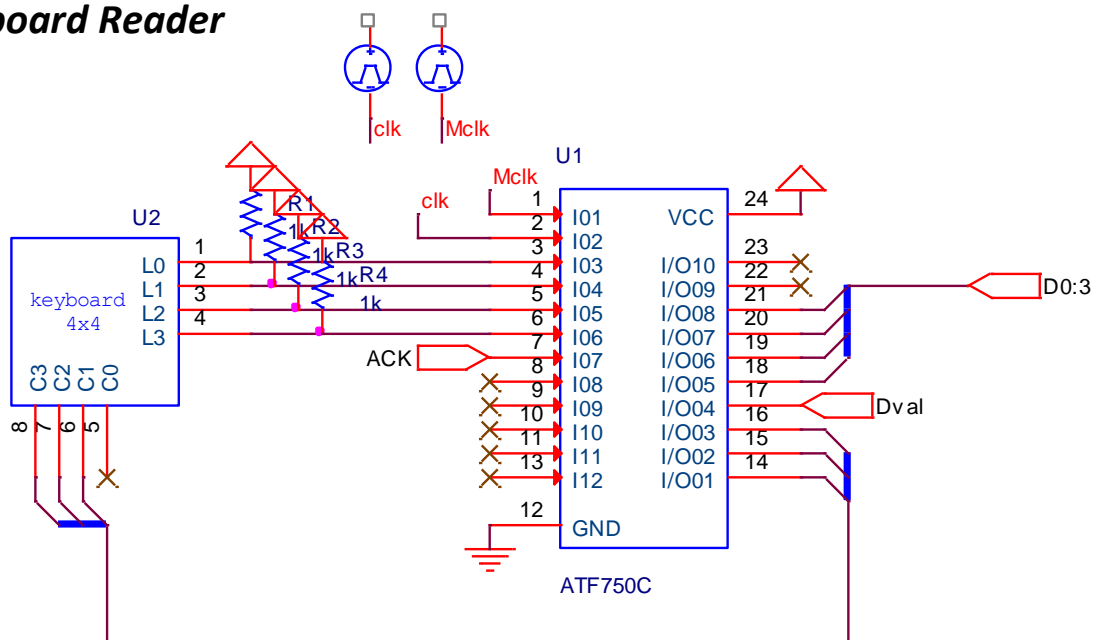 board Reader
clk
Mclk
U1
Mclk
clk
1
2
3
4
5
6
7
8
9
10
11
13
12
I01
I02
I03
I04
I05
I06
I07
I08
I09
I10
I11
I12
GND
VCC
I/O10
I/O09
I/O08
I/O07
I/O06
I/O05
I/O04
I/O03
I/O02
I/O01
24
23
22
21
20
19
18
17
16
15
14
ATF750C
D0:3
Dval
ACK
R1
1k
R2
1k
R3
1k
R4
1k
U2
keyboard
4x4
L0
L1
L2
L3
1
2
3
4
C3
C2
C1
C0
8
7
6
5